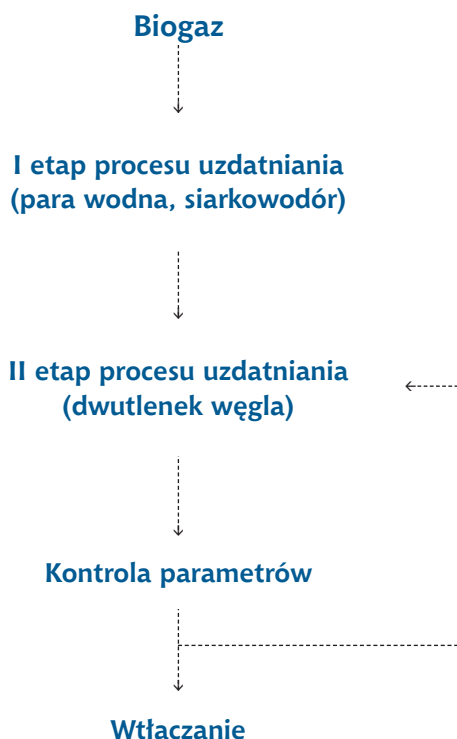 Biogaz
I etap procesu uzdatniania
(para wodna, siarkowodór)
II etap procesu uzdatniania
(dwutlenek węgla)
Kontrola parametrów
Wtłaczanie